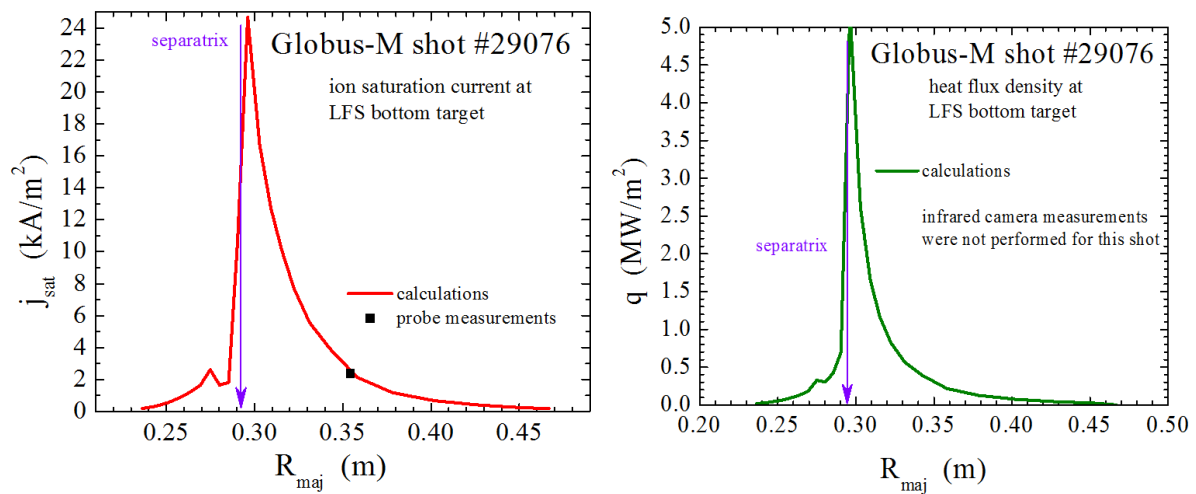 24
22
20
18
16
14
12
10
8
6
4
2
0
j_sat (kA/m²)
separatrix
Globus-M shot #29076
ion saturation current at
LFS bottom target
calculations
probe measurements
0.25
0.30
0.35
0.40
0.45
R_maj (m)
5.0
4.5
4.0
3.5
3.0
2.5
2.0
1.5
1.0
0.5
0.0
q (MW/m²)
Globus-M shot #29076
heat flux density at
LFS bottom target
calculations
infrared camera measurements
were not performed for this shot
separatrix
0.20
0.25
0.30
0.35
0.40
0.45
0.50
R_maj (m)